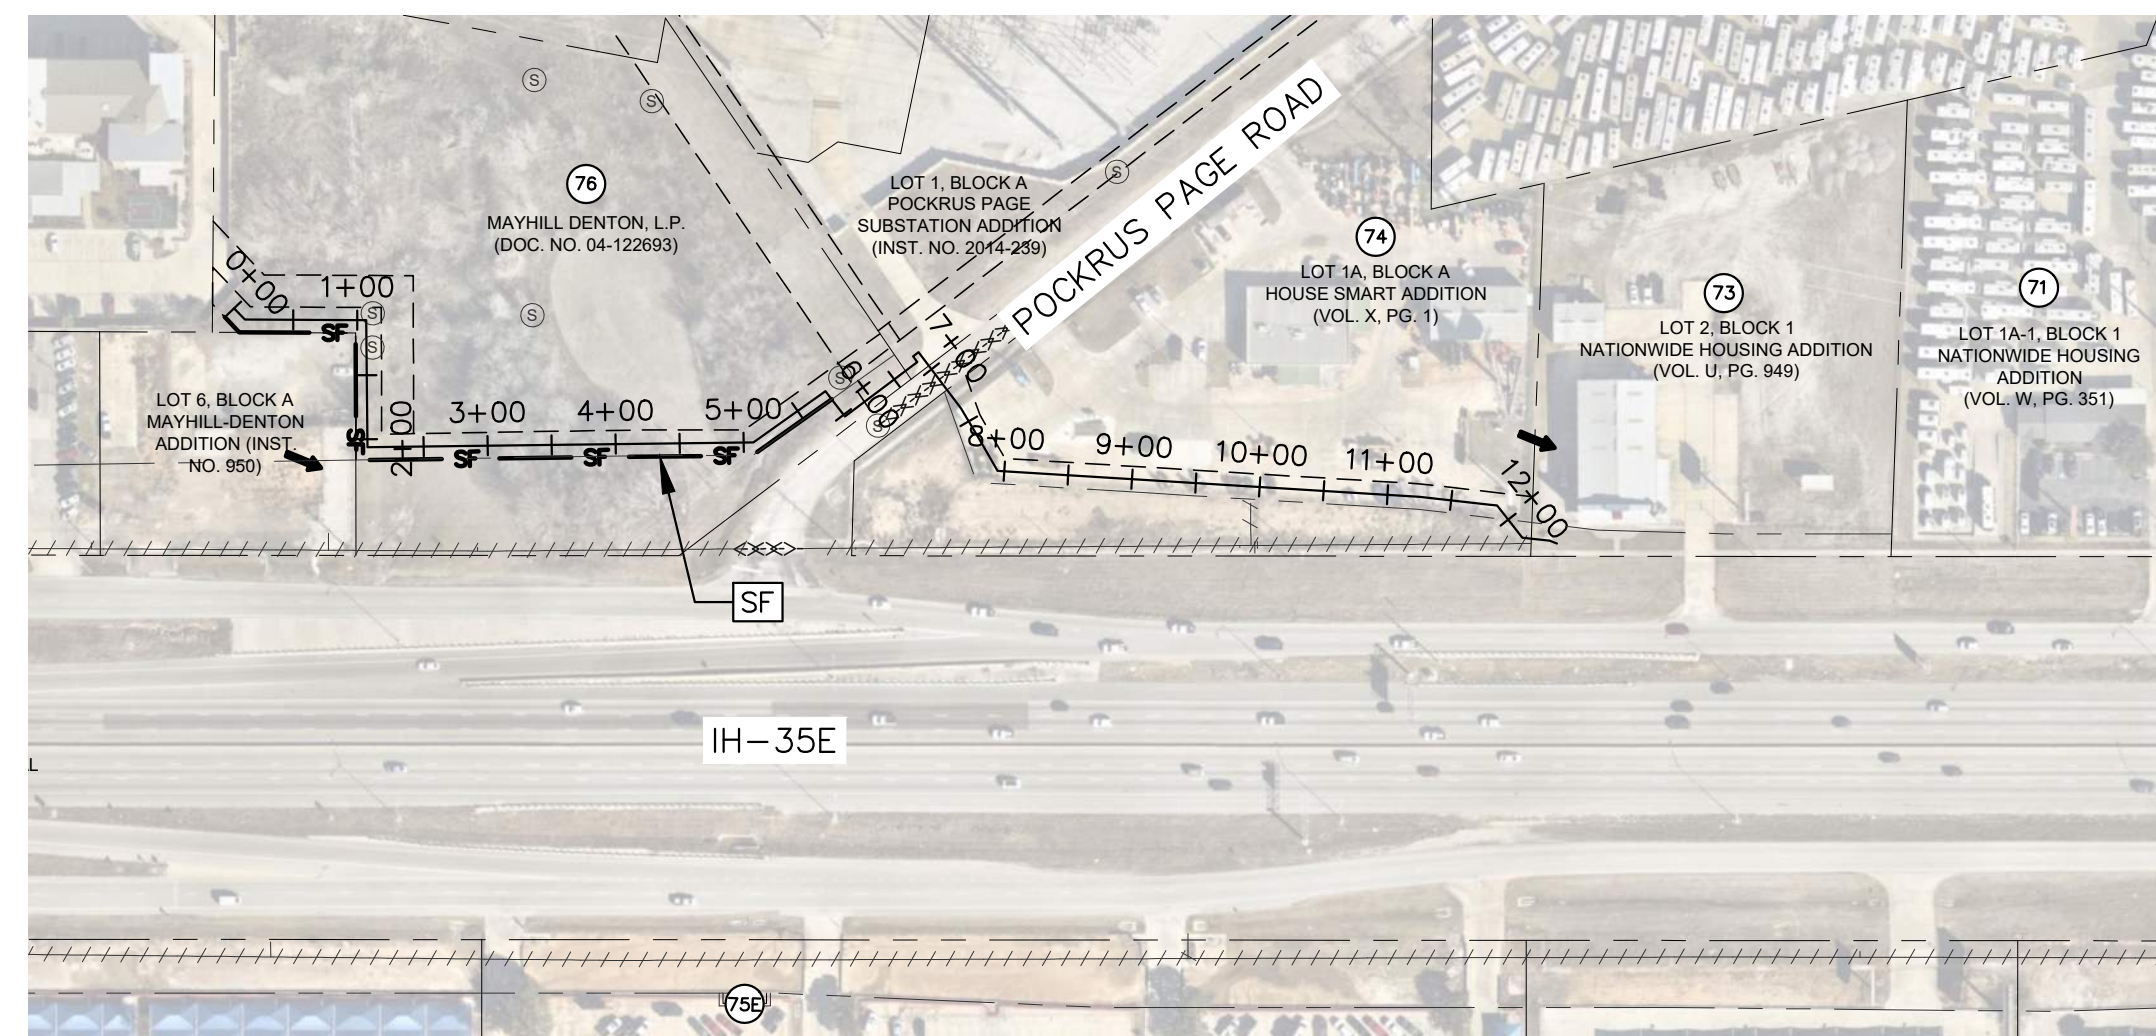 S
S
76
MAYHILL DENTON, L.P.
(DOC. NO. 04-122693)
LOT 1, BLOCK A
POCKRUS PAGE
SUBSTATION ADDITION
(INST. NO. 2014-239)
S
POCKRUS PAGE ROAD
74
LOT 1A, BLOCK A
HOUSE SMART ADDITION
(VOL. X, PG. 1)
73
LOT 2, BLOCK 1
NATIONWIDE HOUSING ADDITION
(VOL. U, PG. 949)
71
LOT 1A-1, BLOCK 1
NATIONWIDE HOUSING
ADDITION
(VOL. W, PG. 351)
0+00
1+00
S
S
S
SF
SF
LOT 6, BLOCK A
MAYHILL-DENTON
ADDITION (INST.
NO. 950)
2+00
3+00
4+00
5+00
S
6+00
S
7+00
8+00
9+00
10+00
11+00
12+00
SF
SF
SF
SF
IH-35E
L
75E